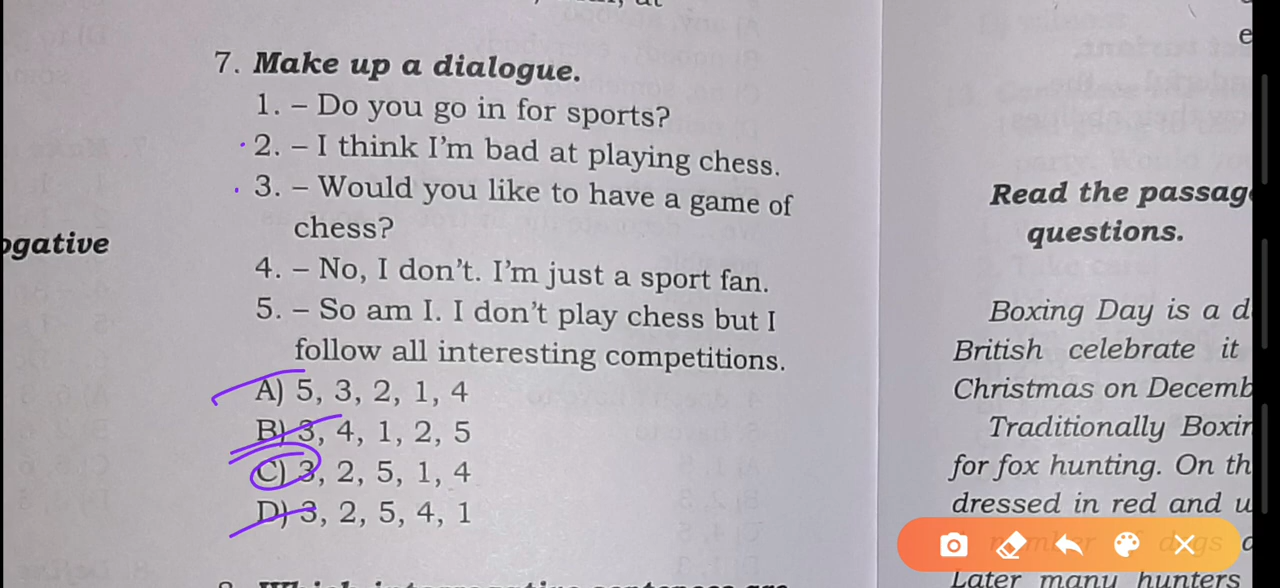 7. Make up a dialogue.
1. – Do you go in for sports?
2. – I think I'm bad at playing chess.
3. – Would you like to have a game of
chess?
4. – No, I don't. I'm just a sport fan.
5. – So am I. I don't play chess but I
follow all interesting competitions.
A) 5, 3, 2, 1, 4
B) 3, 4, 1, 2, 5
C) 3, 2, 5, 1, 4
D) 3, 2, 5, 4, 1
ogative
Read the passag
questions.
Boxing Day is a d
British celebrate it
Christmas on Decemb
Traditionally Boxin
for fox hunting. On th
dressed in red and u
Later many hunters